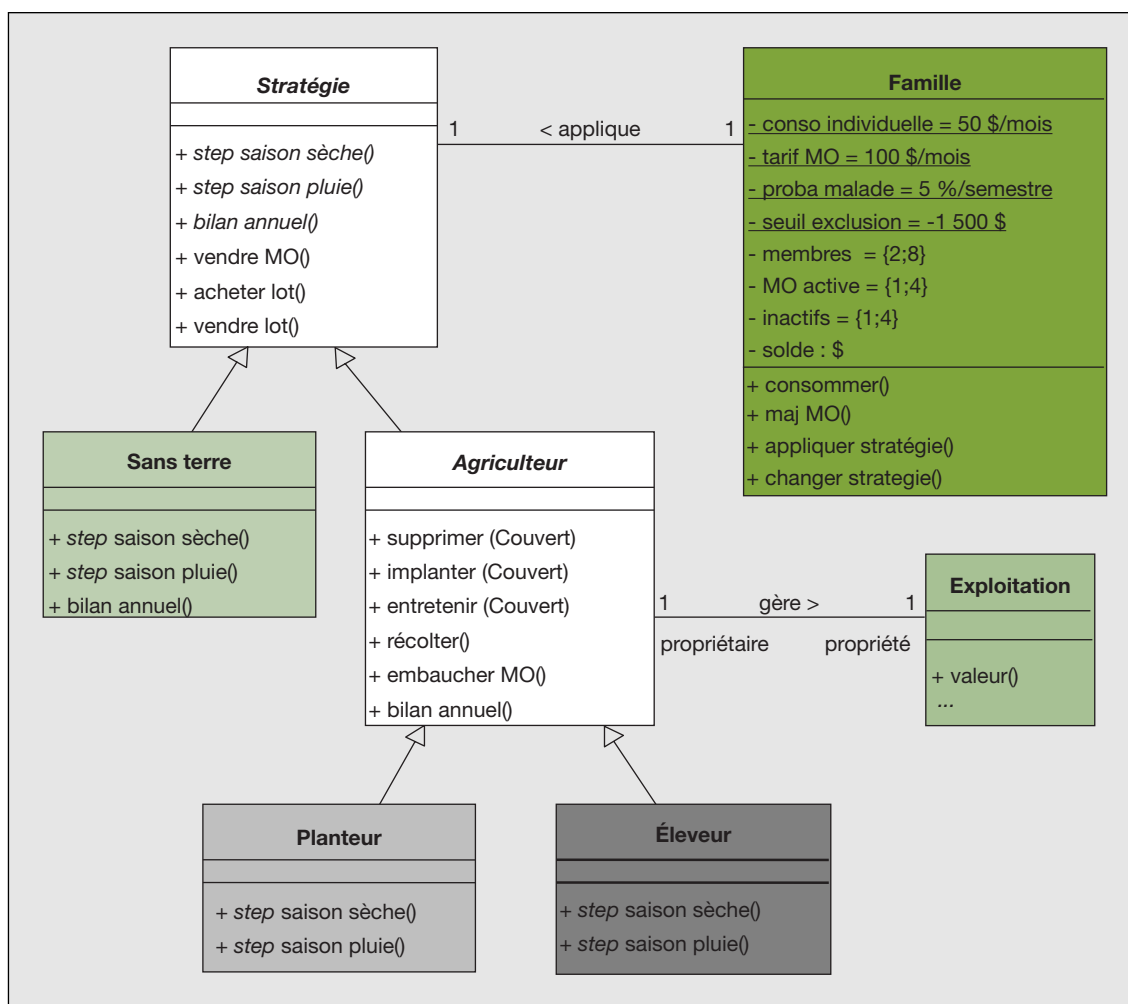 Stratégie
+ step saison sèche()
+ step saison pluie()
+ bilan annuel()
+ vendre MO()
+ acheter lot()
+ vendre lot()
1 < applique 1
Famille
- conso individuelle = 50 $/mois
- tarif MO = 100 $/mois
- proba malade = 5 %/semestre
- seuil exclusion = -1 500 $
- membres = {2;8}
- MO active = {1;4}
- inactifs = {1;4}
- solde : $
+ consommer()
+ maj MO()
+ appliquer stratégie()
+ changer strategie()
Sans terre
+ step saison sèche()
+ step saison pluie()
+ bilan annuel()
Agriculteur
+ supprimer (Couvert)
+ implanter (Couvert)
+ entretenir (Couvert)
+ récolter()
+ embaucher MO()
+ bilan annuel()
1 gère > 1
propriétaire propriété
Exploitation
+ valeur()
...
Planteur
+ step saison sèche()
+ step saison pluie()
Éleveur
+ step saison sèche()
+ step saison pluie()